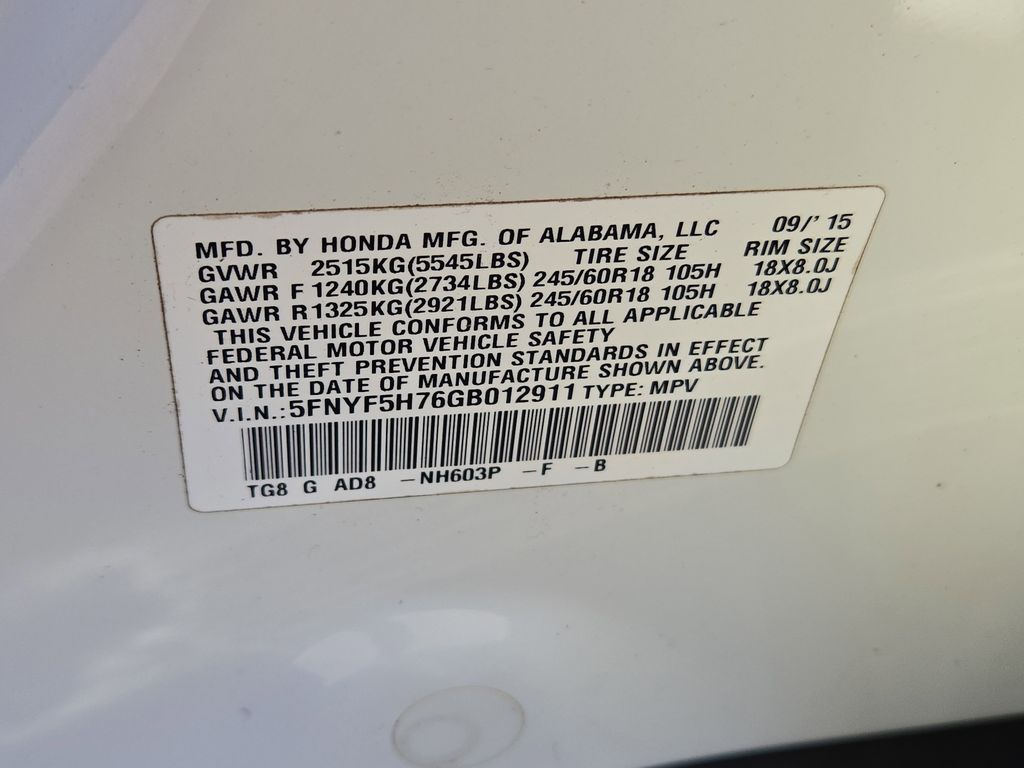 MFD. BY HONDA MFG. OF ALABAMA, LLC 09/' 15
GVWR 2515KG(5545LBS) TIRE SIZE RIM SIZE
GAWR F 1240KG(2734LBS) 245/60R18 105H 18X8.0J
GAWR R 1325KG(2921LBS) 245/60R18 105H 18X8.0J
THIS VEHICLE CONFORMS TO ALL APPLICABLE
FEDERAL MOTOR VEHICLE SAFETY
AND THEFT PREVENTION STANDARDS IN EFFECT
ON THE DATE OF MANUFACTURE SHOWN ABOVE.
V.I.N.:5FNYF5H76GB012911 TYPE: MPV
TG8 G AD8 -NH603P -F -B